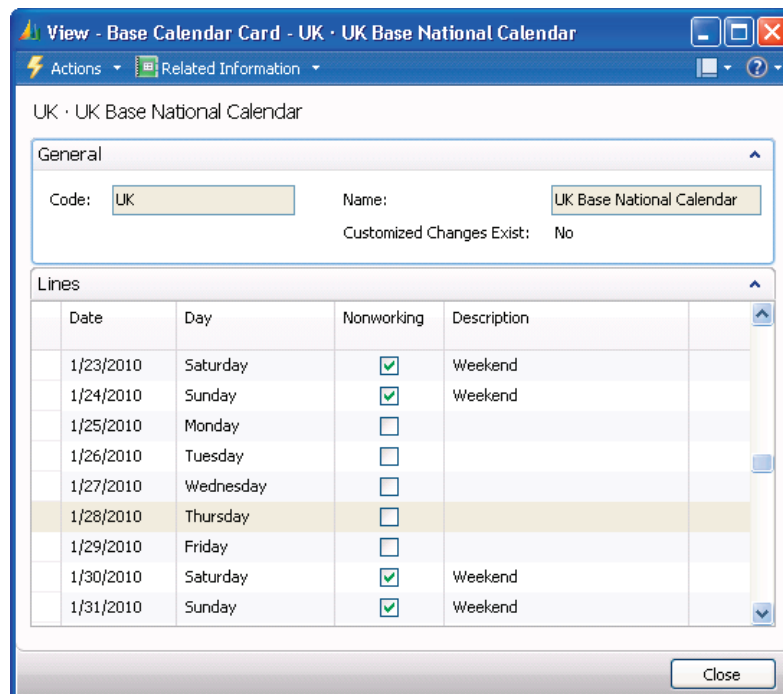 View - Base Calendar Card - UK · UK Base National Calendar
Actions Related Information
UK · UK Base National Calendar
General
Code: UK Name: UK Base National Calendar
Customized Changes Exist: No
Lines
Date Day Nonworking Description
1/23/2010 Saturday Weekend
1/24/2010 Sunday Weekend
1/25/2010 Monday
1/26/2010 Tuesday
1/27/2010 Wednesday
1/28/2010 Thursday
1/29/2010 Friday
1/30/2010 Saturday Weekend
1/31/2010 Sunday Weekend
Close